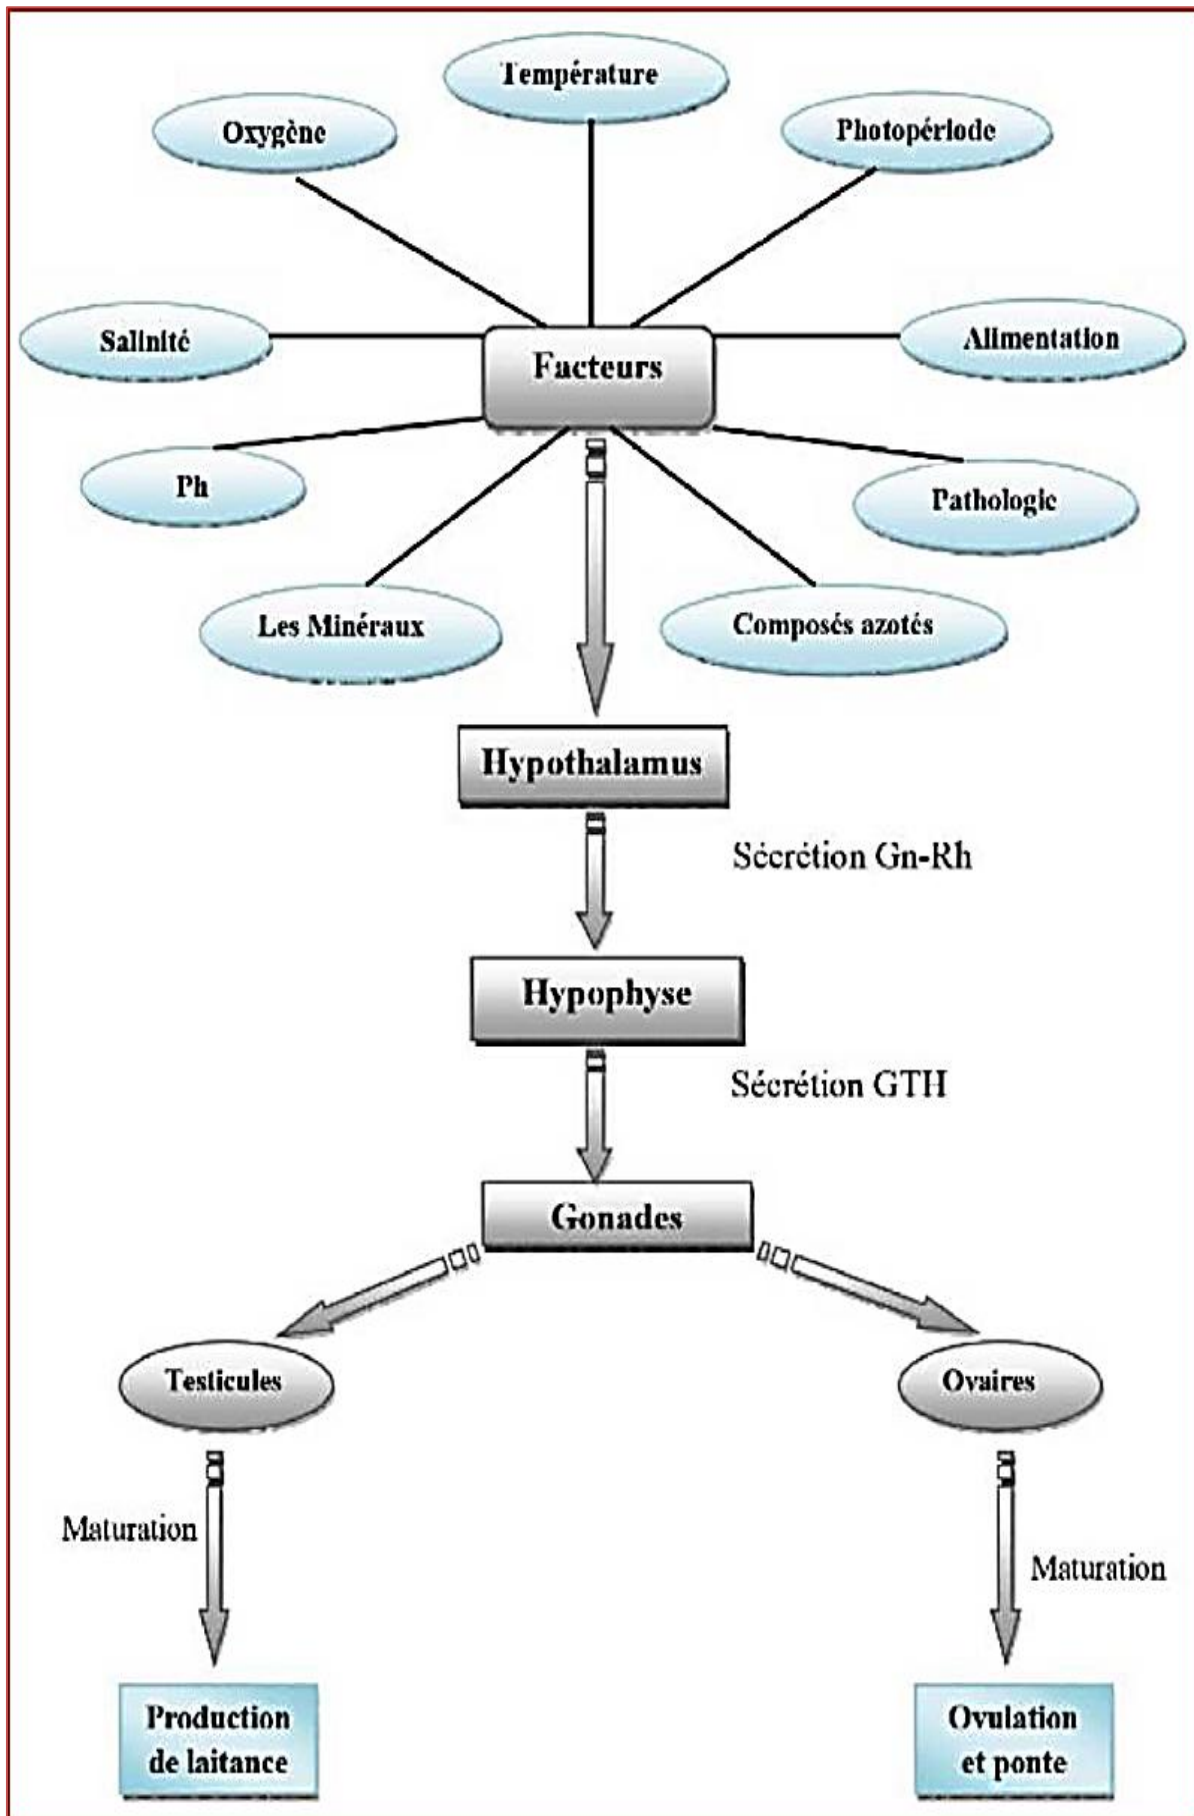 Température
Oxygène
Photopériode
Salinité
Facteurs
Alimentation
Ph
Pathologie
Les Minéraux
Composés azotés
Hypothalamus
Sécrétion Gn-Rh
Hypophyse
Sécrétion GTH
Gonades
Testicules
Ovaires
Maturation
Maturation
Production
de laitance
Ovulation
et ponte